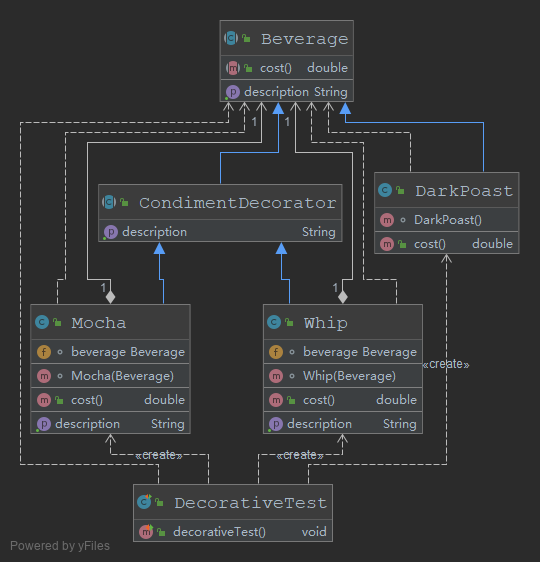 Beverage
cost() double
description String
1 1
CondimentDecorator
description String
DarkPoast
DarkPoast()
cost() double
1 1
Mocha
beverage Beverage
Mocha(Beverage)
cost() double
description String
Whip
beverage Beverage
Whip(Beverage)
cost() double
description String
«create»
«create» «create»
DecorativeTest
decorativeTest() void
Powered by yFiles